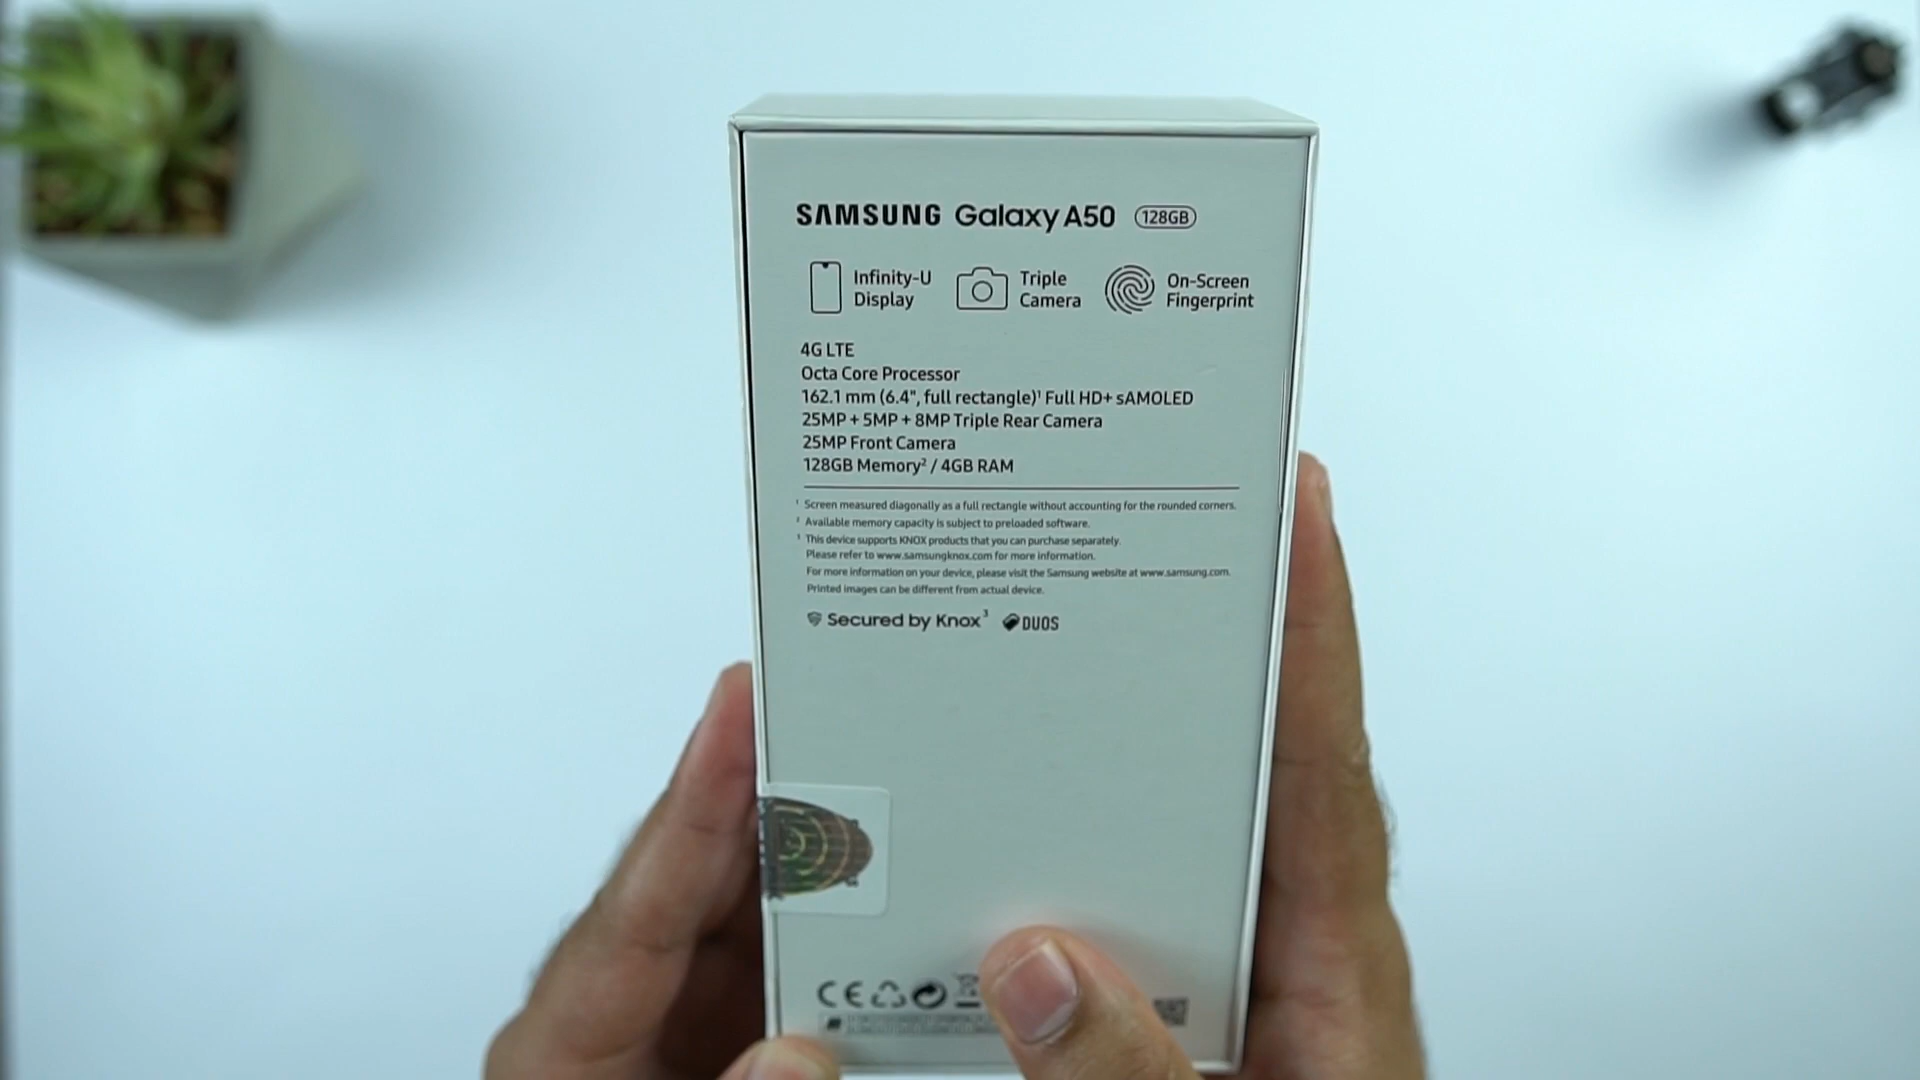 SAMSUNG Galaxy A50 128GB
Infinity-U
Display
Triple
Camera
On-Screen
Fingerprint
4G LTE
Octa Core Processor
162.1 mm (6.4", full rectangle)¹ Full HD+ sAMOLED
25MP + 5MP + 8MP Triple Rear Camera
25MP Front Camera
128GB Memory² / 4GB RAM
¹ Screen measured diagonally as a full rectangle without accounting for the rounded corners.
² Available memory capacity is subject to preloaded software.
³ This device supports KNOX products that you can purchase separately.
Please refer to www.samsungknox.com for more information.
For more information on your device, please visit the Samsung website at www.samsung.com.
Printed images can be different from actual device.
Secured by Knox³ DUOS
CE